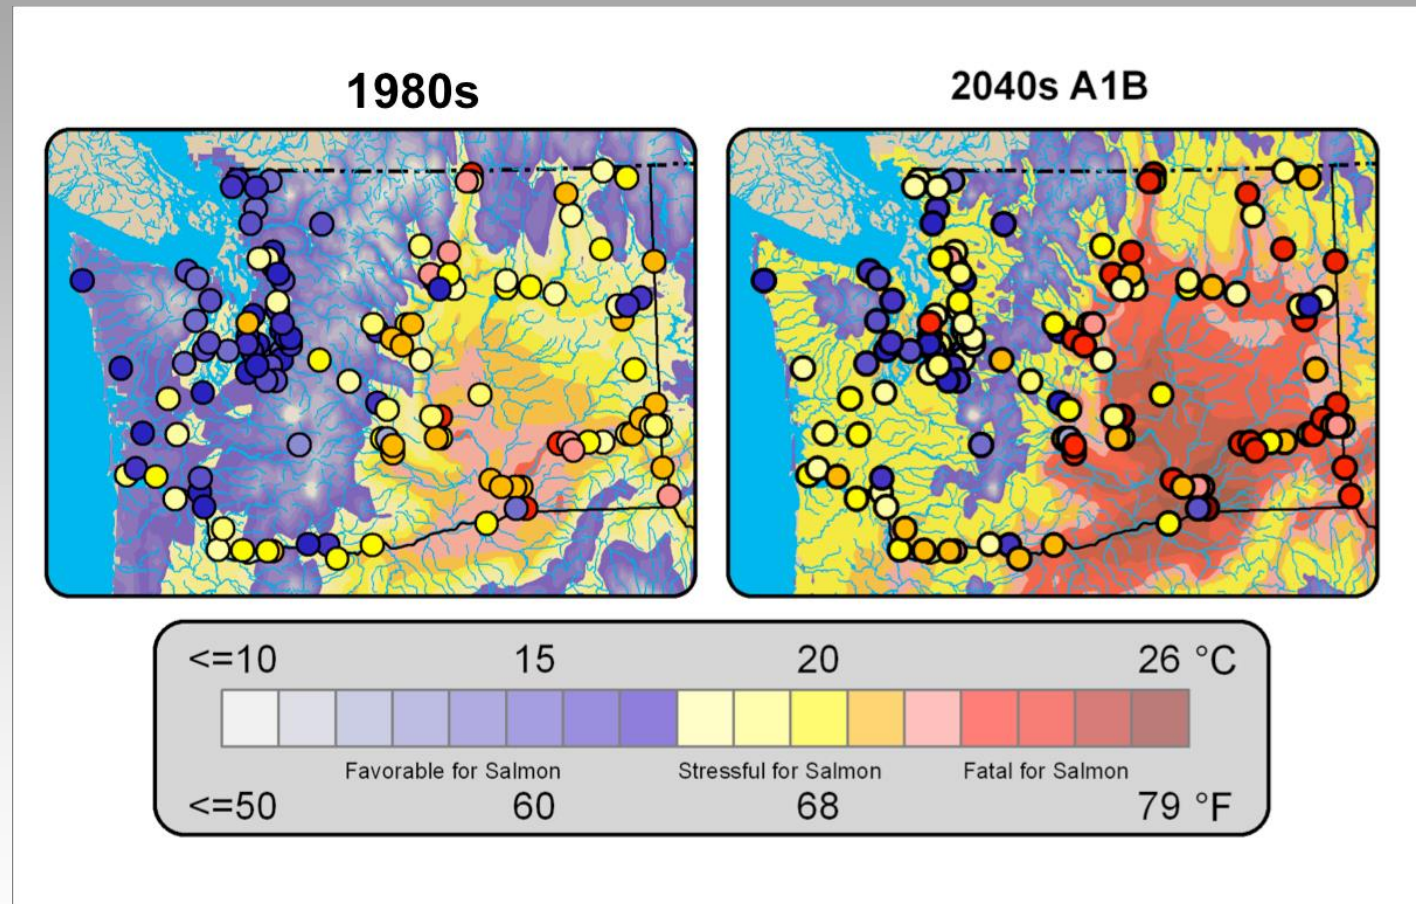 1980s
2040s A1B
<=10 15 20 26 °C
Favorable for Salmon Stressful for Salmon Fatal for Salmon
<=50 60 68 79 °F